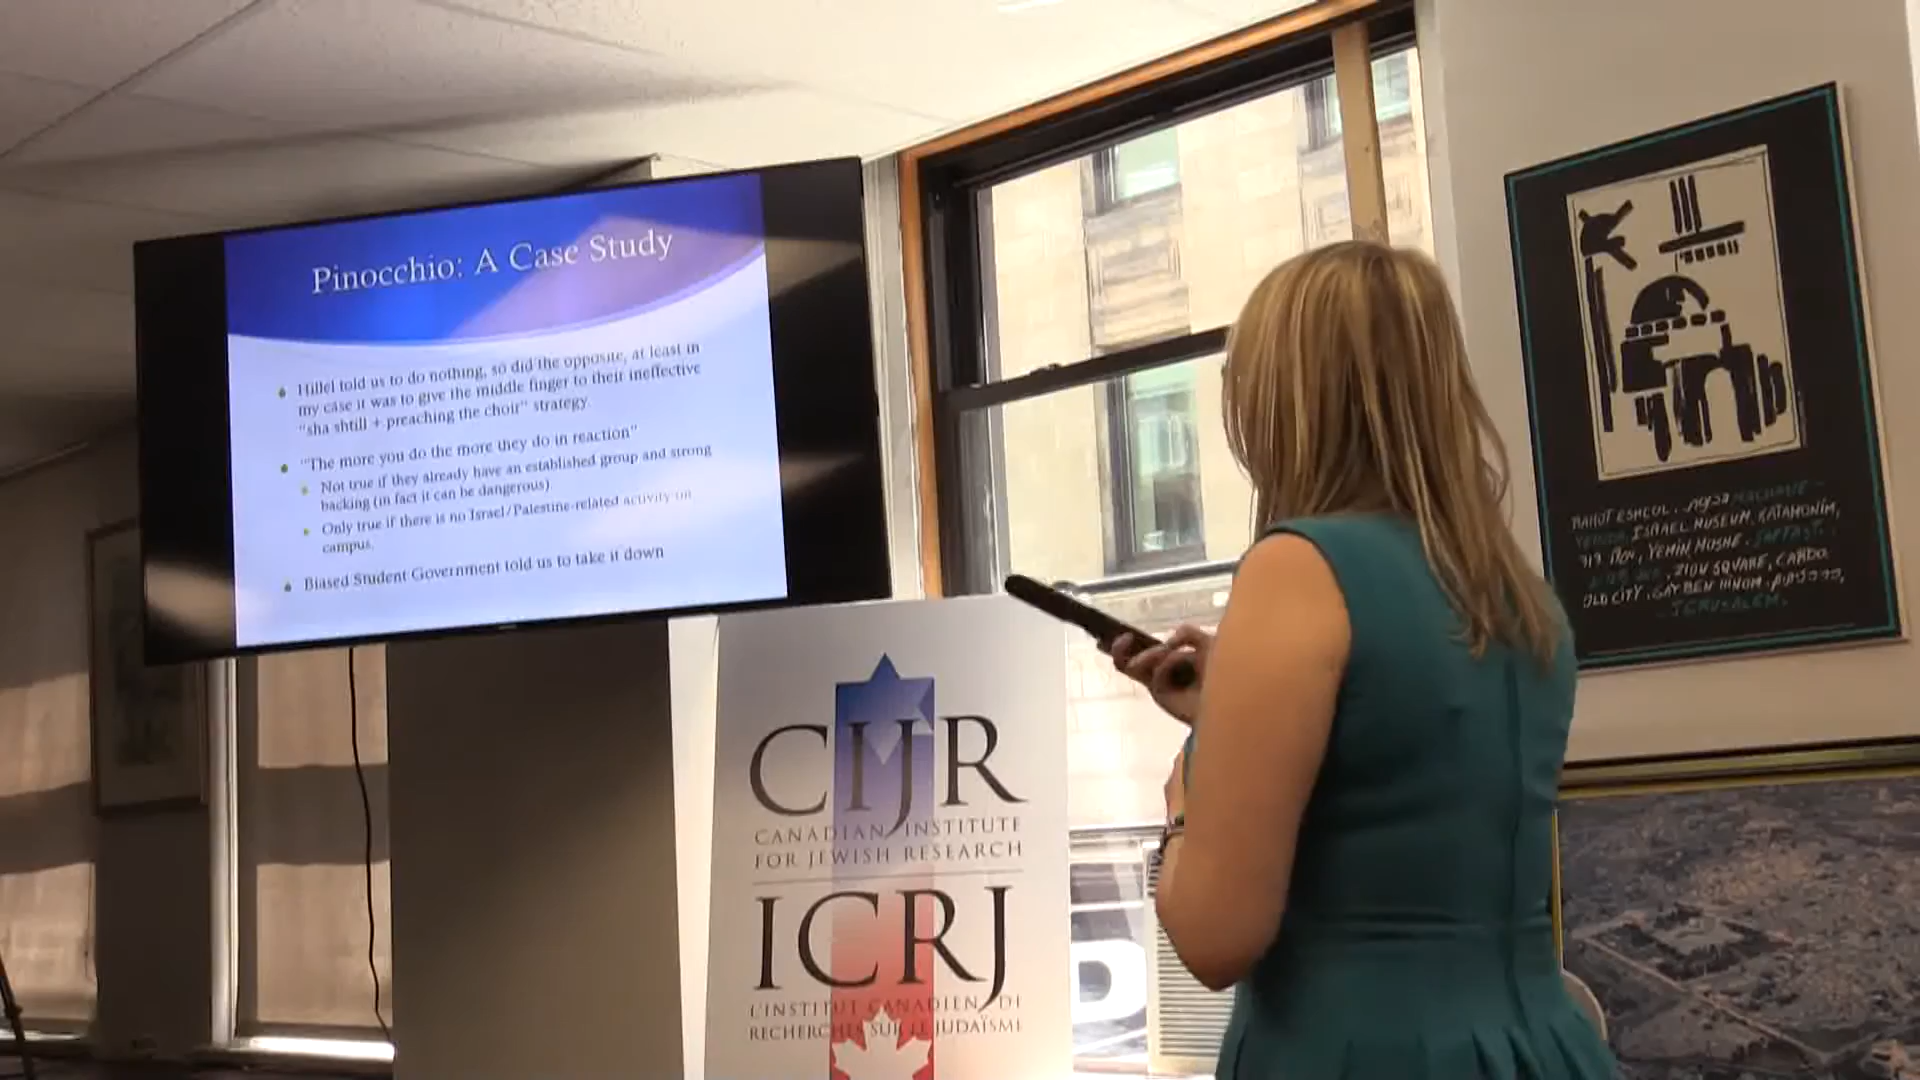 Pinocchio: A Case Study
Hillel told us to do nothing, so did the opposite, at least in
my case it was to give the middle finger to their ineffective
"sha shtill + preaching the choir" strategy.
"The more you do the more they do in reaction"
Not true if they already have an established group and strong
backing (in fact it can be dangerous)
Only true if there is no Israel/Palestine-related activity on
campus.
Biased Student Government told us to take it down
CIJR
CANADIAN INSTITUTE
FOR JEWISH RESEARCH
ICRJ
L'INSTITUT CANADIEN DE
RECHERCHES SUR LE JUDAÏSME
RAMOT ESHCOL.
ISRAEL MUSEUM, KATAMONIM,
YEMIN MOSHE.
ZION SQUARE, CARDO
OLD CITY, GAY BEN HINOM.
JERUSALEM.